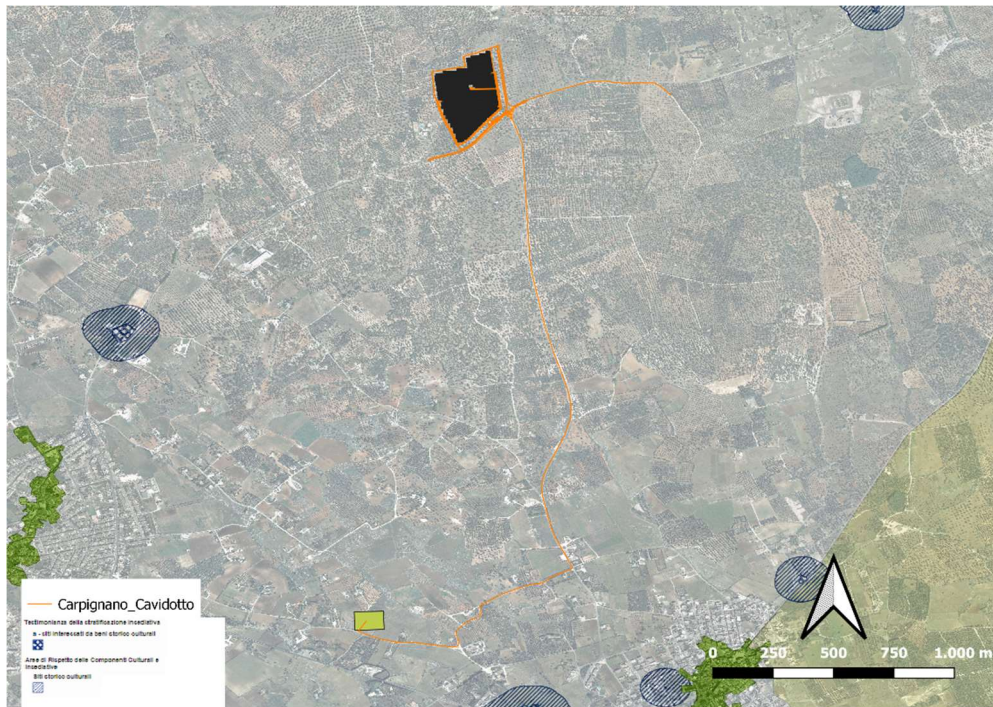 Carpignano_Cavidotto
Testimonianza della stratificazione insediativa
a - siti interessati da beni storico culturali
Aree di Rispetto delle Componenti Culturali e
Insediative
Siti storico culturali
0 250 500 750 1.000 m